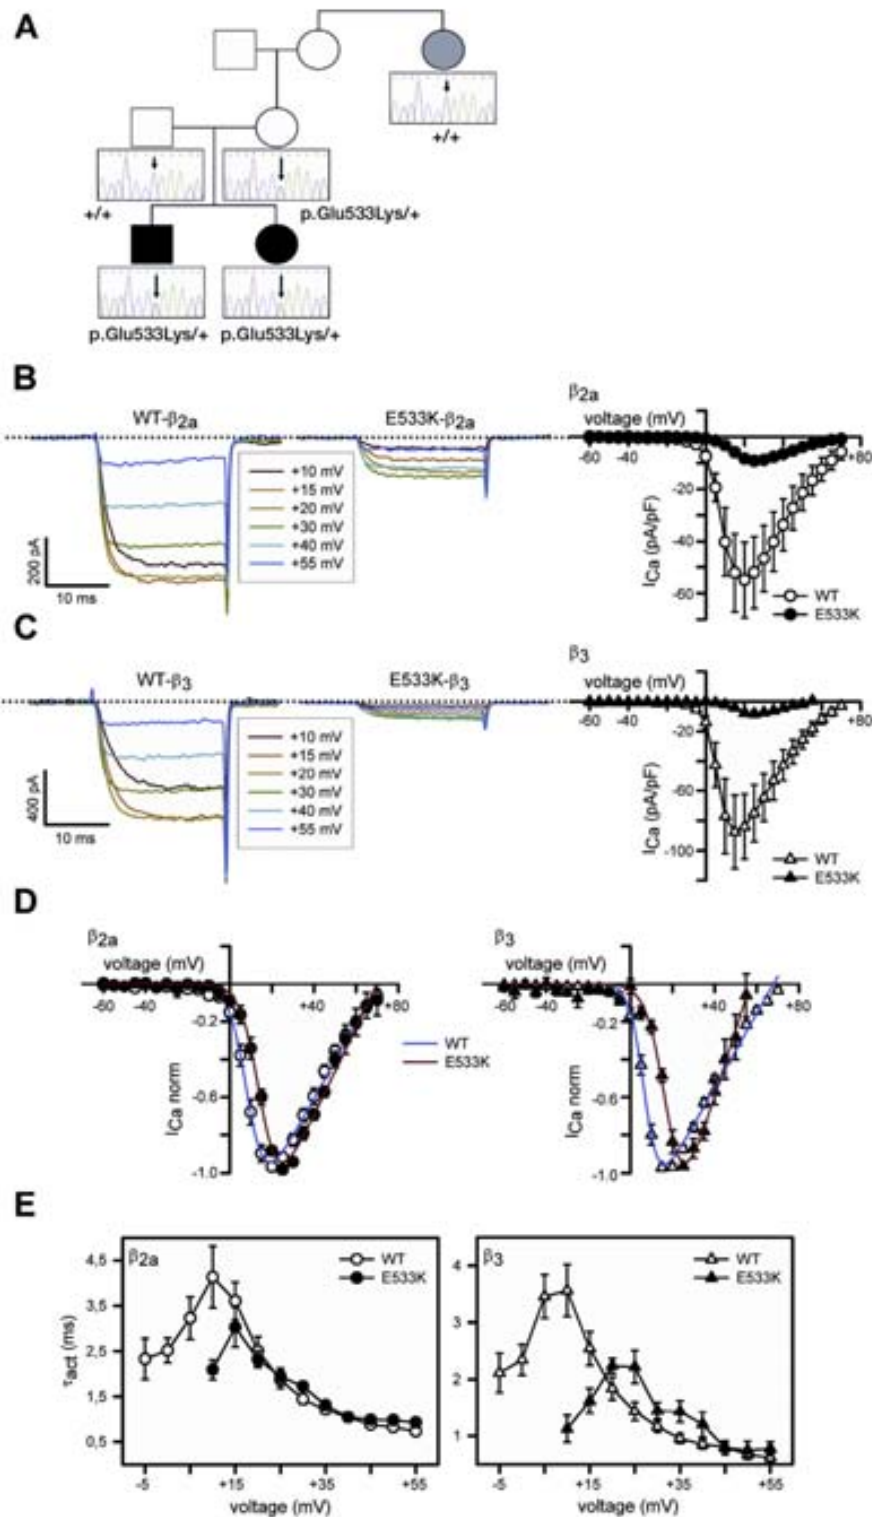 A
+/+
+/+
p.Glu533Lys/+
p.Glu533Lys/+
p.Glu533Lys/+
B
WT-β2a
E533K-β2a
+10 mV
+15 mV
+20 mV
+30 mV
+40 mV
+55 mV
200 pA
10 ms
β2a
voltage (mV)
-60
-40
+80
-20
-40
-60
ICa (pA/pF)
WT
E533K
C
WT-β3
E533K-β3
+10 mV
+15 mV
+20 mV
+30 mV
+40 mV
+55 mV
400 pA
10 ms
β3
voltage (mV)
-60
-40
+80
-20
-60
-100
ICa (pA/pF)
WT
E533K
D
β2a
voltage (mV)
-60
-40
+40
+80
-0.2
-0.6
-1.0
ICa norm
WT
E533K
β3
voltage (mV)
-60
-40
+40
+80
-0.2
-0.6
-1.0
ICa norm
E
β2a
WT
E533K
4,5
3,5
2,5
1,5
0,5
τact (ms)
-5
+15
+35
+55
voltage (mV)
β3
WT
E533K
4
3
2
1
-5
+15
+35
+55
voltage (mV)